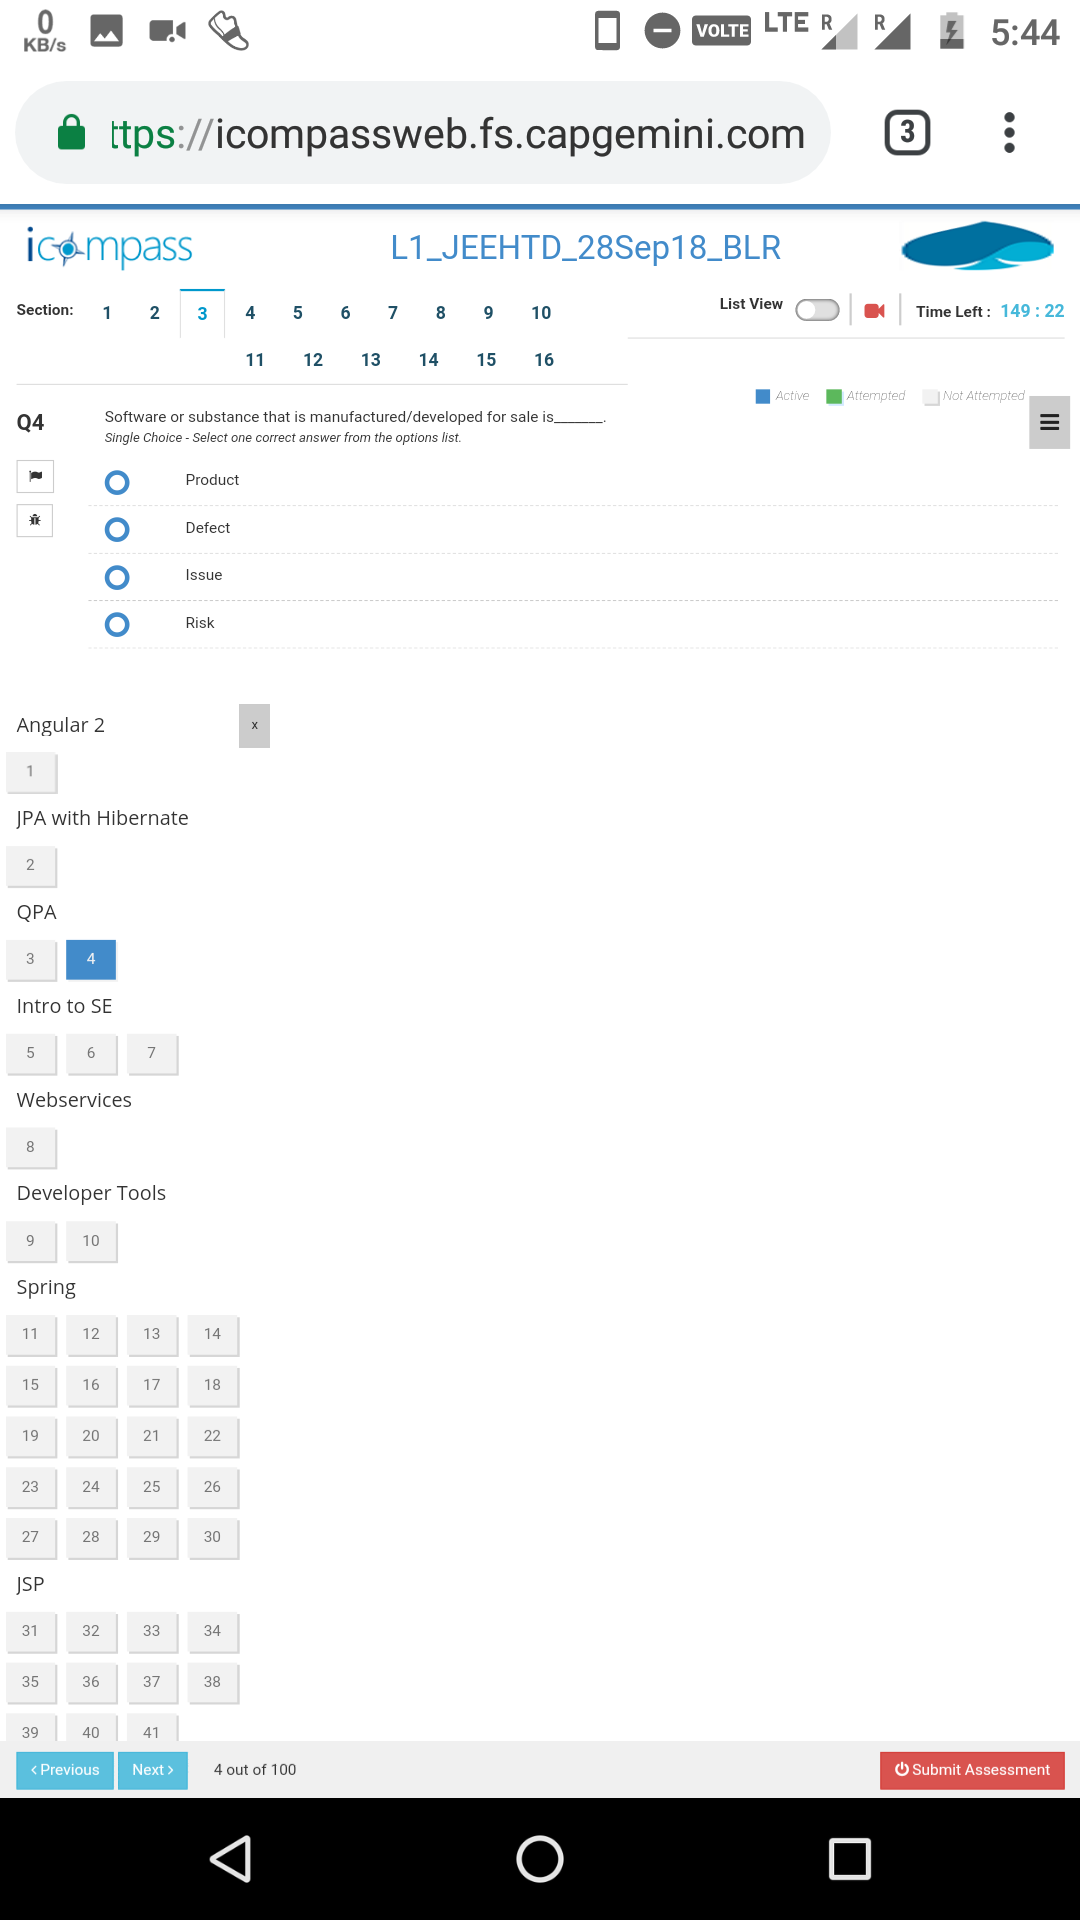 0
KB/s
VOLTE LTE R R 5:44
ttps://icompassweb.fs.capgemini.com 3
icompass
L1_JEEHTD_28Sep18_BLR
Section: 1 2 3 4 5 6 7 8 9 10
11 12 13 14 15 16
List View
Time Left : 149 : 22
Active Attempted Not Attempted
Q4
Software or substance that is manufactured/developed for sale is______.
Single Choice - Select one correct answer from the options list.
Product
Defect
Issue
Risk
Angular 2 x
1
JPA with Hibernate
2
QPA
3 4
Intro to SE
5 6 7
Webservices
8
Developer Tools
9 10
Spring
11 12 13 14
15 16 17 18
19 20 21 22
23 24 25 26
27 28 29 30
JSP
31 32 33 34
35 36 37 38
39 40 41
Previous Next 4 out of 100 Submit Assessment